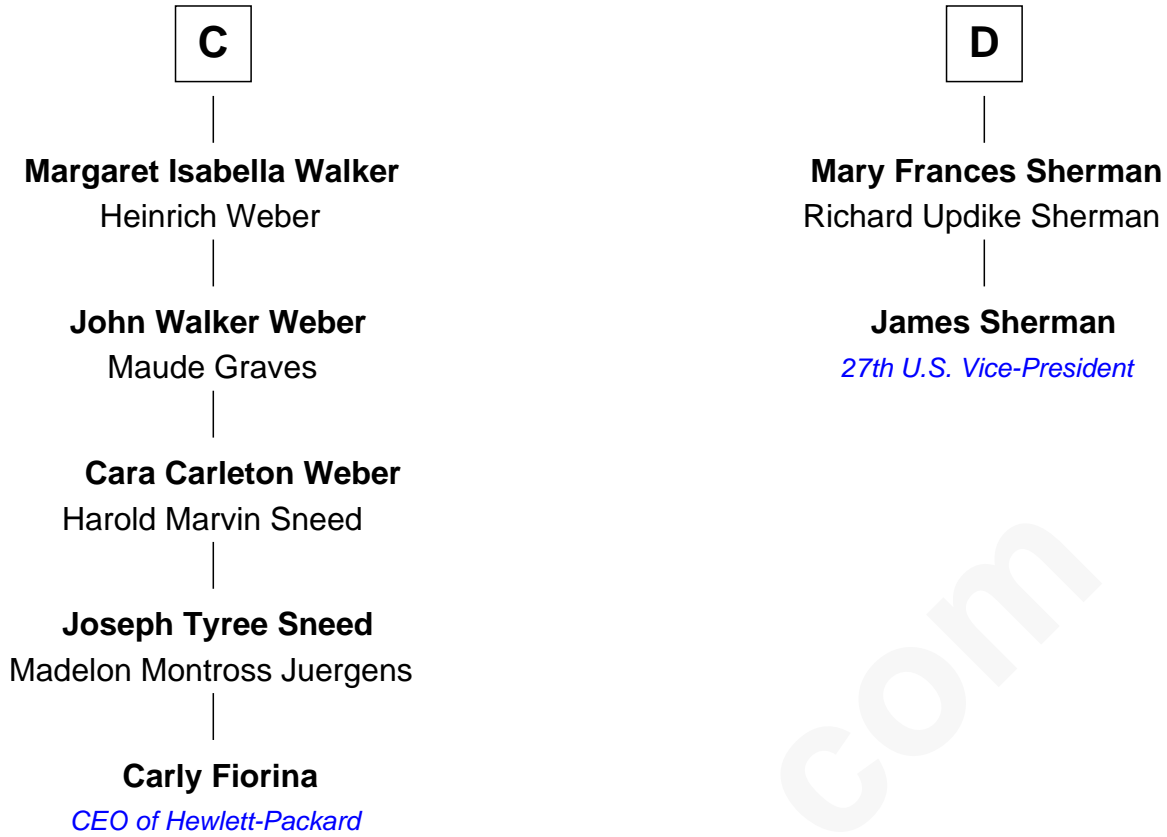 C
Margaret Isabella Walker
Heinrich Weber
John Walker Weber
Maude Graves
Cara Carleton Weber
Harold Marvin Sneed
Joseph Tyree Sneed
Madelon Montross Juergens
Carly Fiorina
CEO of Hewlett-Packard
D
Mary Frances Sherman
Richard Updike Sherman
James Sherman
27th U.S. Vice-President
com